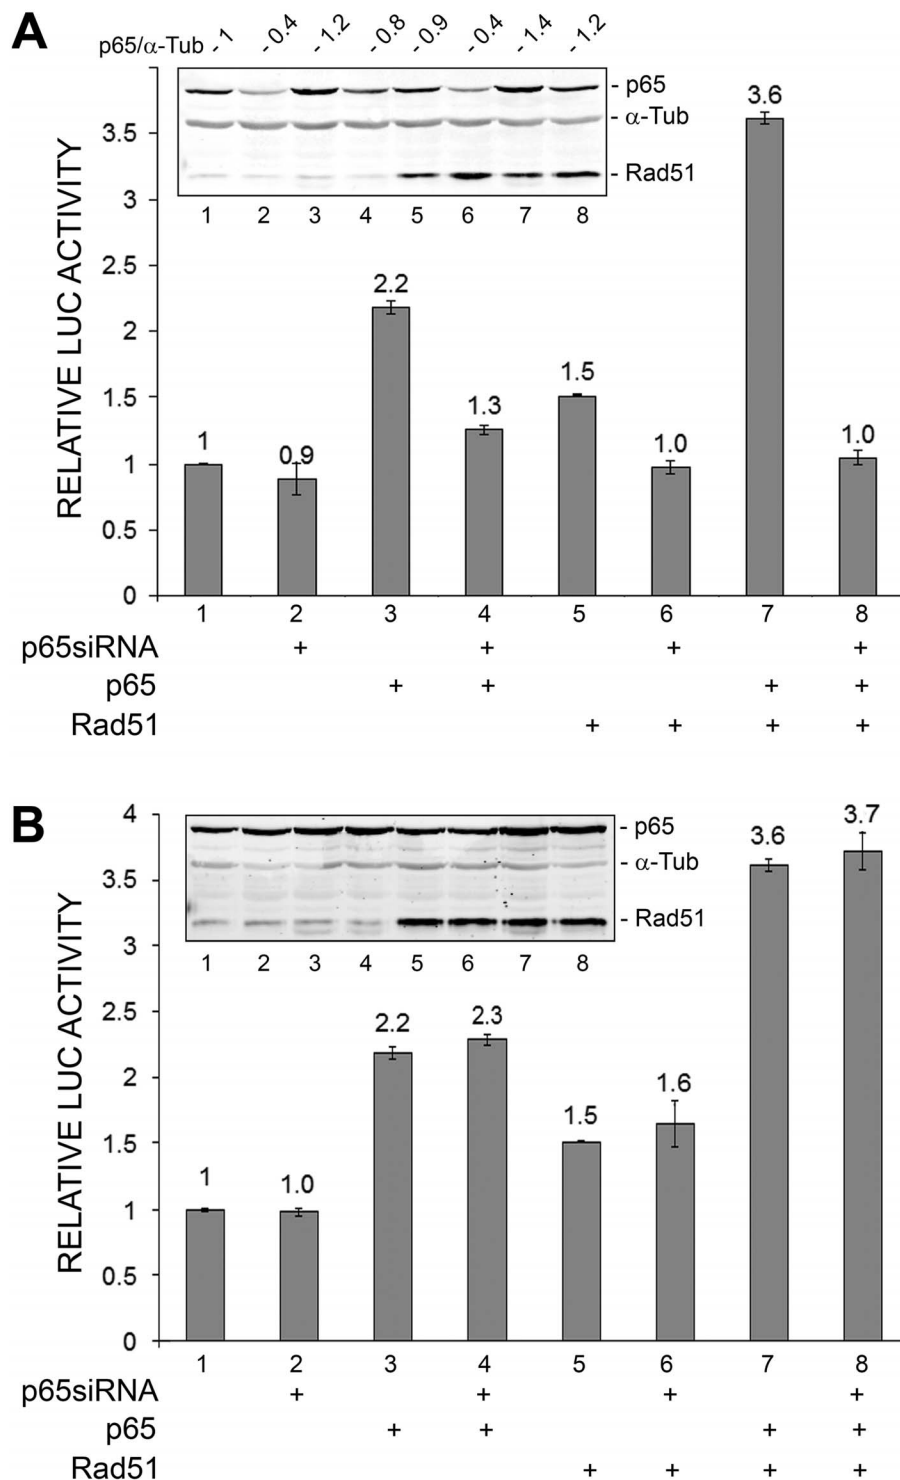 A
p65/α-Tub - 1 - 0.4 - 1.2 - 0.8 - 0.9 - 0.4 - 1.4 - 1.2
- p65
- α-Tub
- Rad51
1 2 3 4 5 6 7 8
RELATIVE LUC ACTIVITY
3.5
3
2.5
2
1.5
1
0.5
0
1 0.9 2.2 1.3 1.5 1.0 3.6 1.0
1 2 3 4 5 6 7 8
p65siRNA + + + +
p65 + + + +
Rad51 + + + +
B
- p65
- α-Tub
- Rad51
1 2 3 4 5 6 7 8
RELATIVE LUC ACTIVITY
4
3.5
3
2.5
2
1.5
1
0.5
0
1 1.0 2.2 2.3 1.5 1.6 3.6 3.7
1 2 3 4 5 6 7 8
p65siRNA + + + +
p65 + + + +
Rad51 + + + +